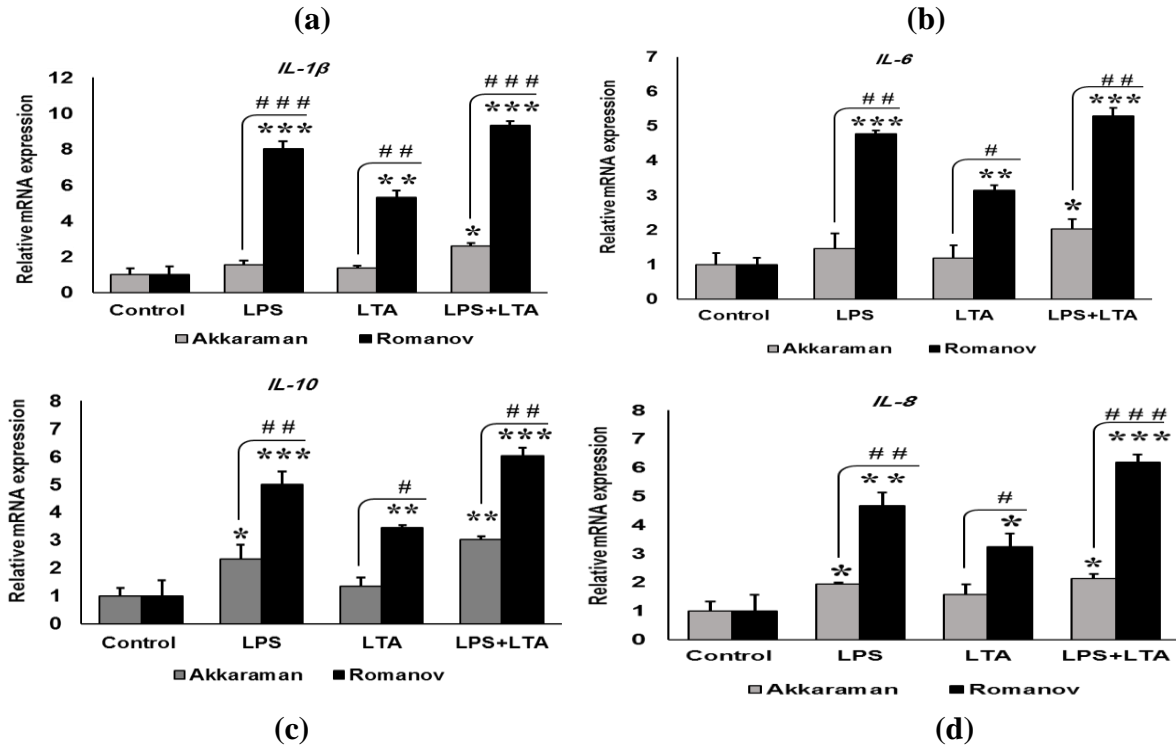 (a)
IL-1β
Relative mRNA expression
12
10
8
6
4
2
0
# # #
***
# #
* *
# # #
***
*
Control LPS LTA LPS+LTA
Akkaraman Romanov
(b)
IL-6
Relative mRNA expression
7
6
5
4
3
2
1
0
# #
***
#
**
# #
***
*
Control LPS LTA LPS+LTA
Akkaraman Romanov
IL-10
Relative mRNA expression
8
7
6
5
4
3
2
1
0
# #
***
*
#
**
# #
***
**
Control LPS LTA LPS+LTA
Akkaraman Romanov
(c)
IL-8
Relative mRNA expression
8
7
6
5
4
3
2
1
0
# #
* *
*
#
*
# # #
***
*
Control LPS LTA LPS+LTA
Akkaraman Romanov
(d)